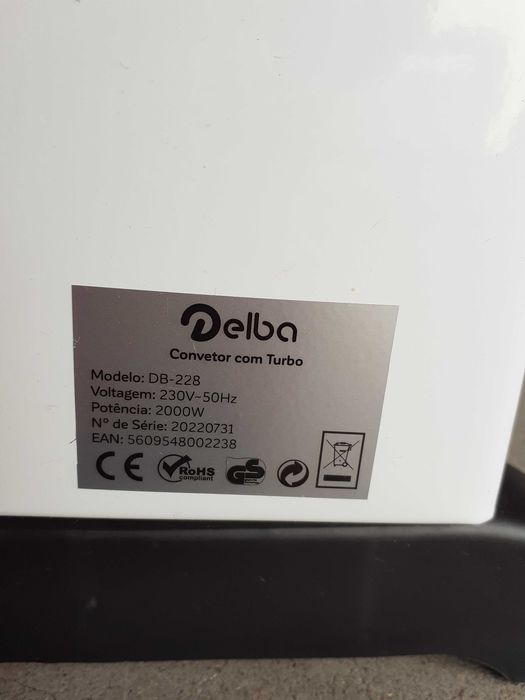 Delba
Convetor com Turbo
Modelo: DB-228
Voltagem: 230V~50Hz
Potência: 2000W
Nº de Série: 20220731
EAN: 5609548002238
CE RoHS compliant GS